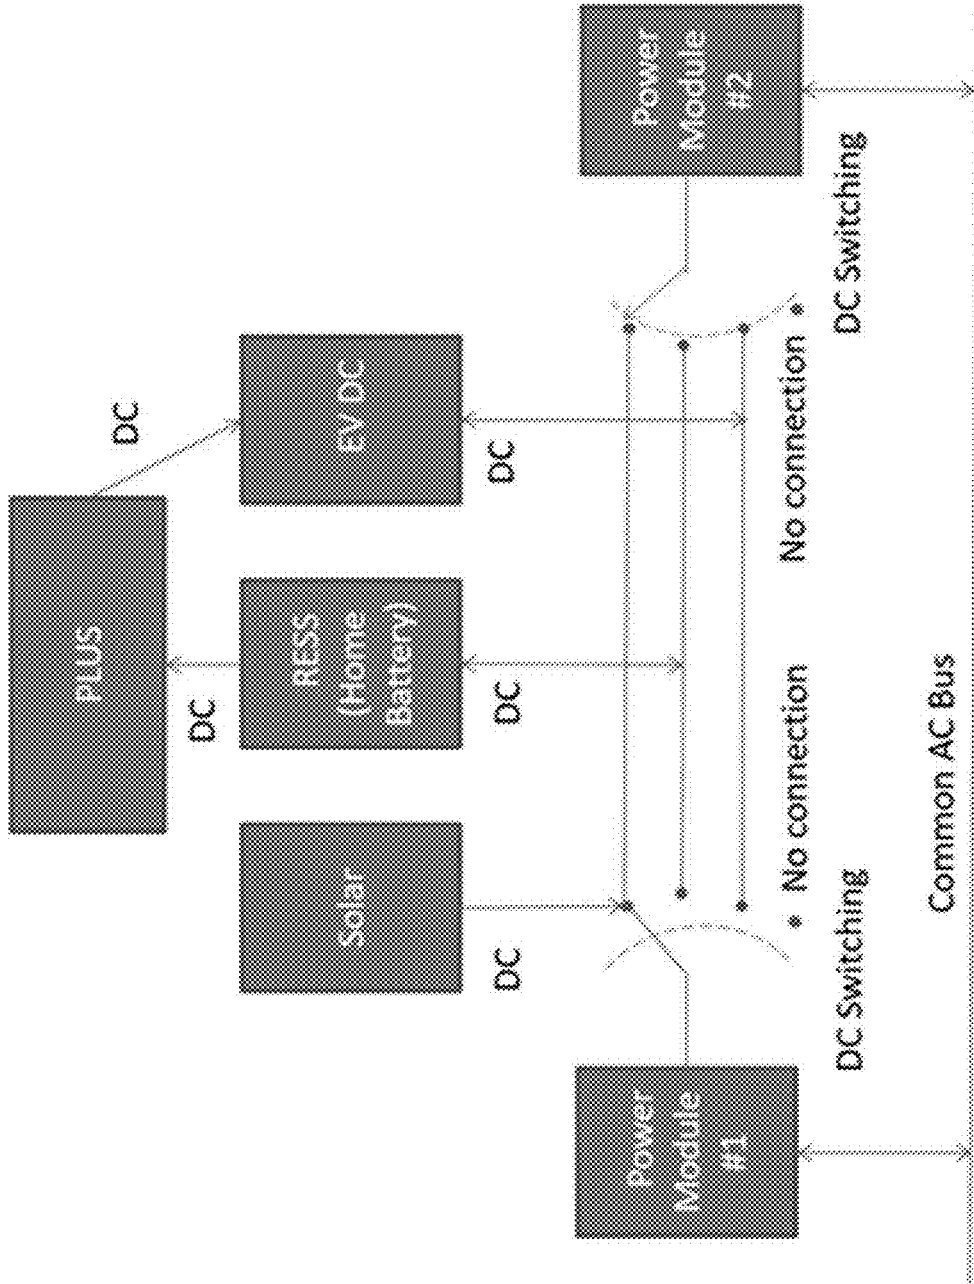 PLUS
DC
DC
Solar
RESS
(Home
Battery)
EV DC
DC
DC
DC
Power
Module
#1
Power
Module
#2
No connection
No connection
DC Switching
DC Switching
Common AC Bus